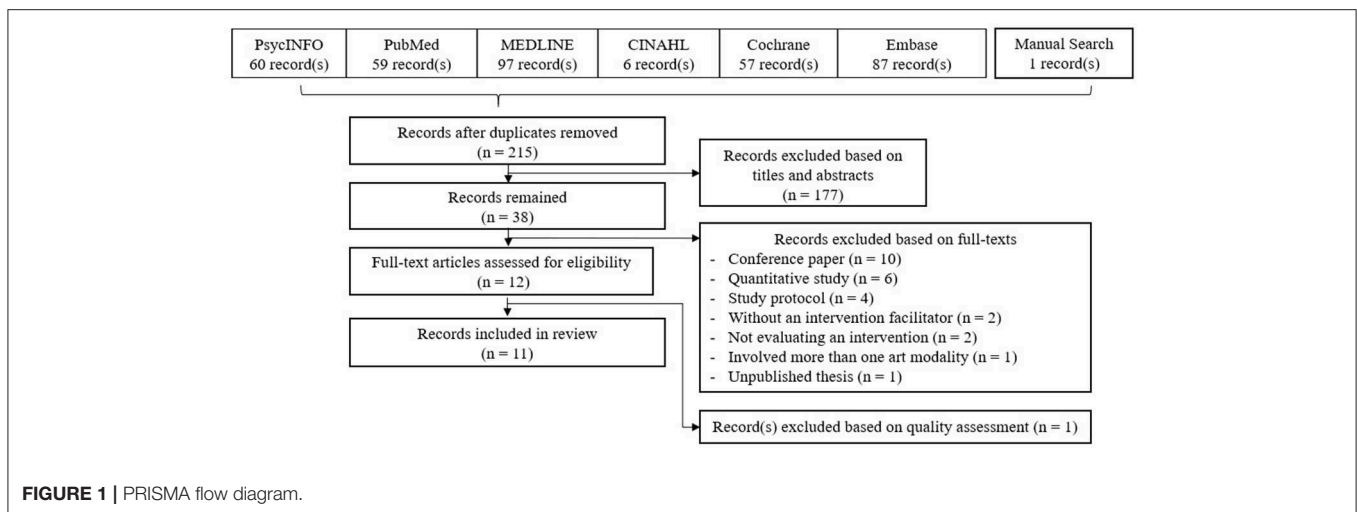 PsycINFO
60 record(s)
PubMed
59 record(s)
MEDLINE
97 record(s)
CINAHL
6 record(s)
Cochrane
57 record(s)
Embase
87 record(s)
Manual Search
1 record(s)
Records after duplicates removed
(n = 215)
Records excluded based on
titles and abstracts
(n = 177)
Records remained
(n = 38)
Records excluded based on full-texts
- Conference paper (n = 10)
- Quantitative study (n = 6)
- Study protocol (n = 4)
- Without an intervention facilitator (n = 2)
- Not evaluating an intervention (n = 2)
- Involved more than one art modality (n = 1)
- Unpublished thesis (n = 1)
Full-text articles assessed for eligibility
(n = 12)
Records included in review
(n = 11)
Record(s) excluded based on quality assessment (n = 1)
FIGURE 1 | PRISMA flow diagram.